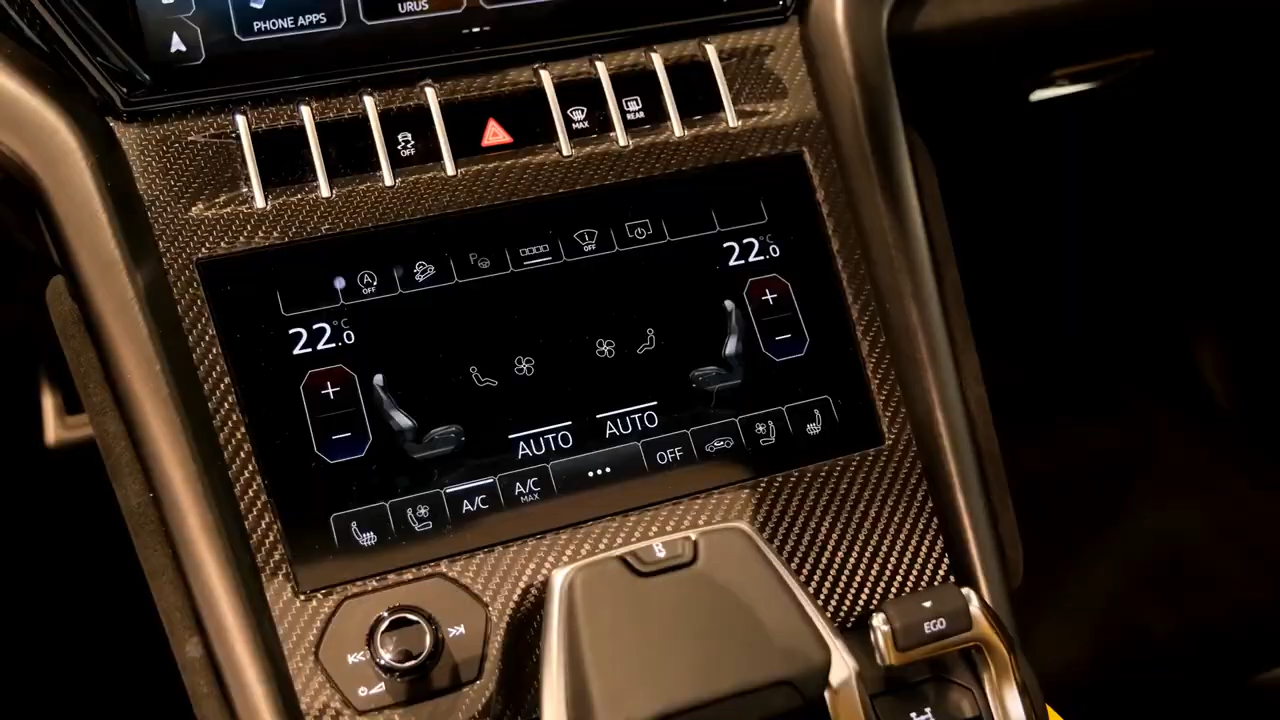 PHONE APPS
URUS
OFF
MAX
REAR
A
OFF
P
OFF
22.0 °C
22.0 °C
+
−
+
−
AUTO
AUTO
A/C
A/C
MAX
•••
OFF
EGO